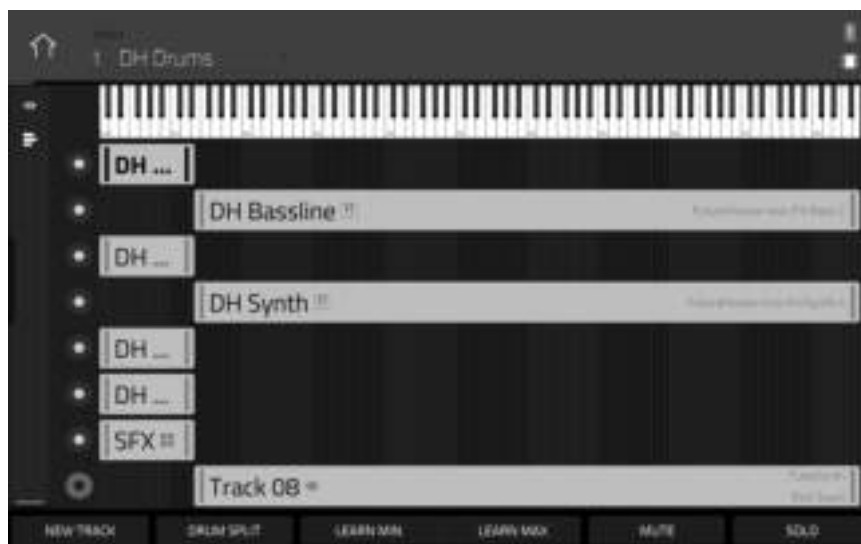 1 DH Drums
DH ...
DH Bassline
DH ...
DH Synth
DH ...
DH ...
SFX
Track 08
NEW TRACK DRUM SPLIT LEARN MIN LEARN MAX MUTE SOLO